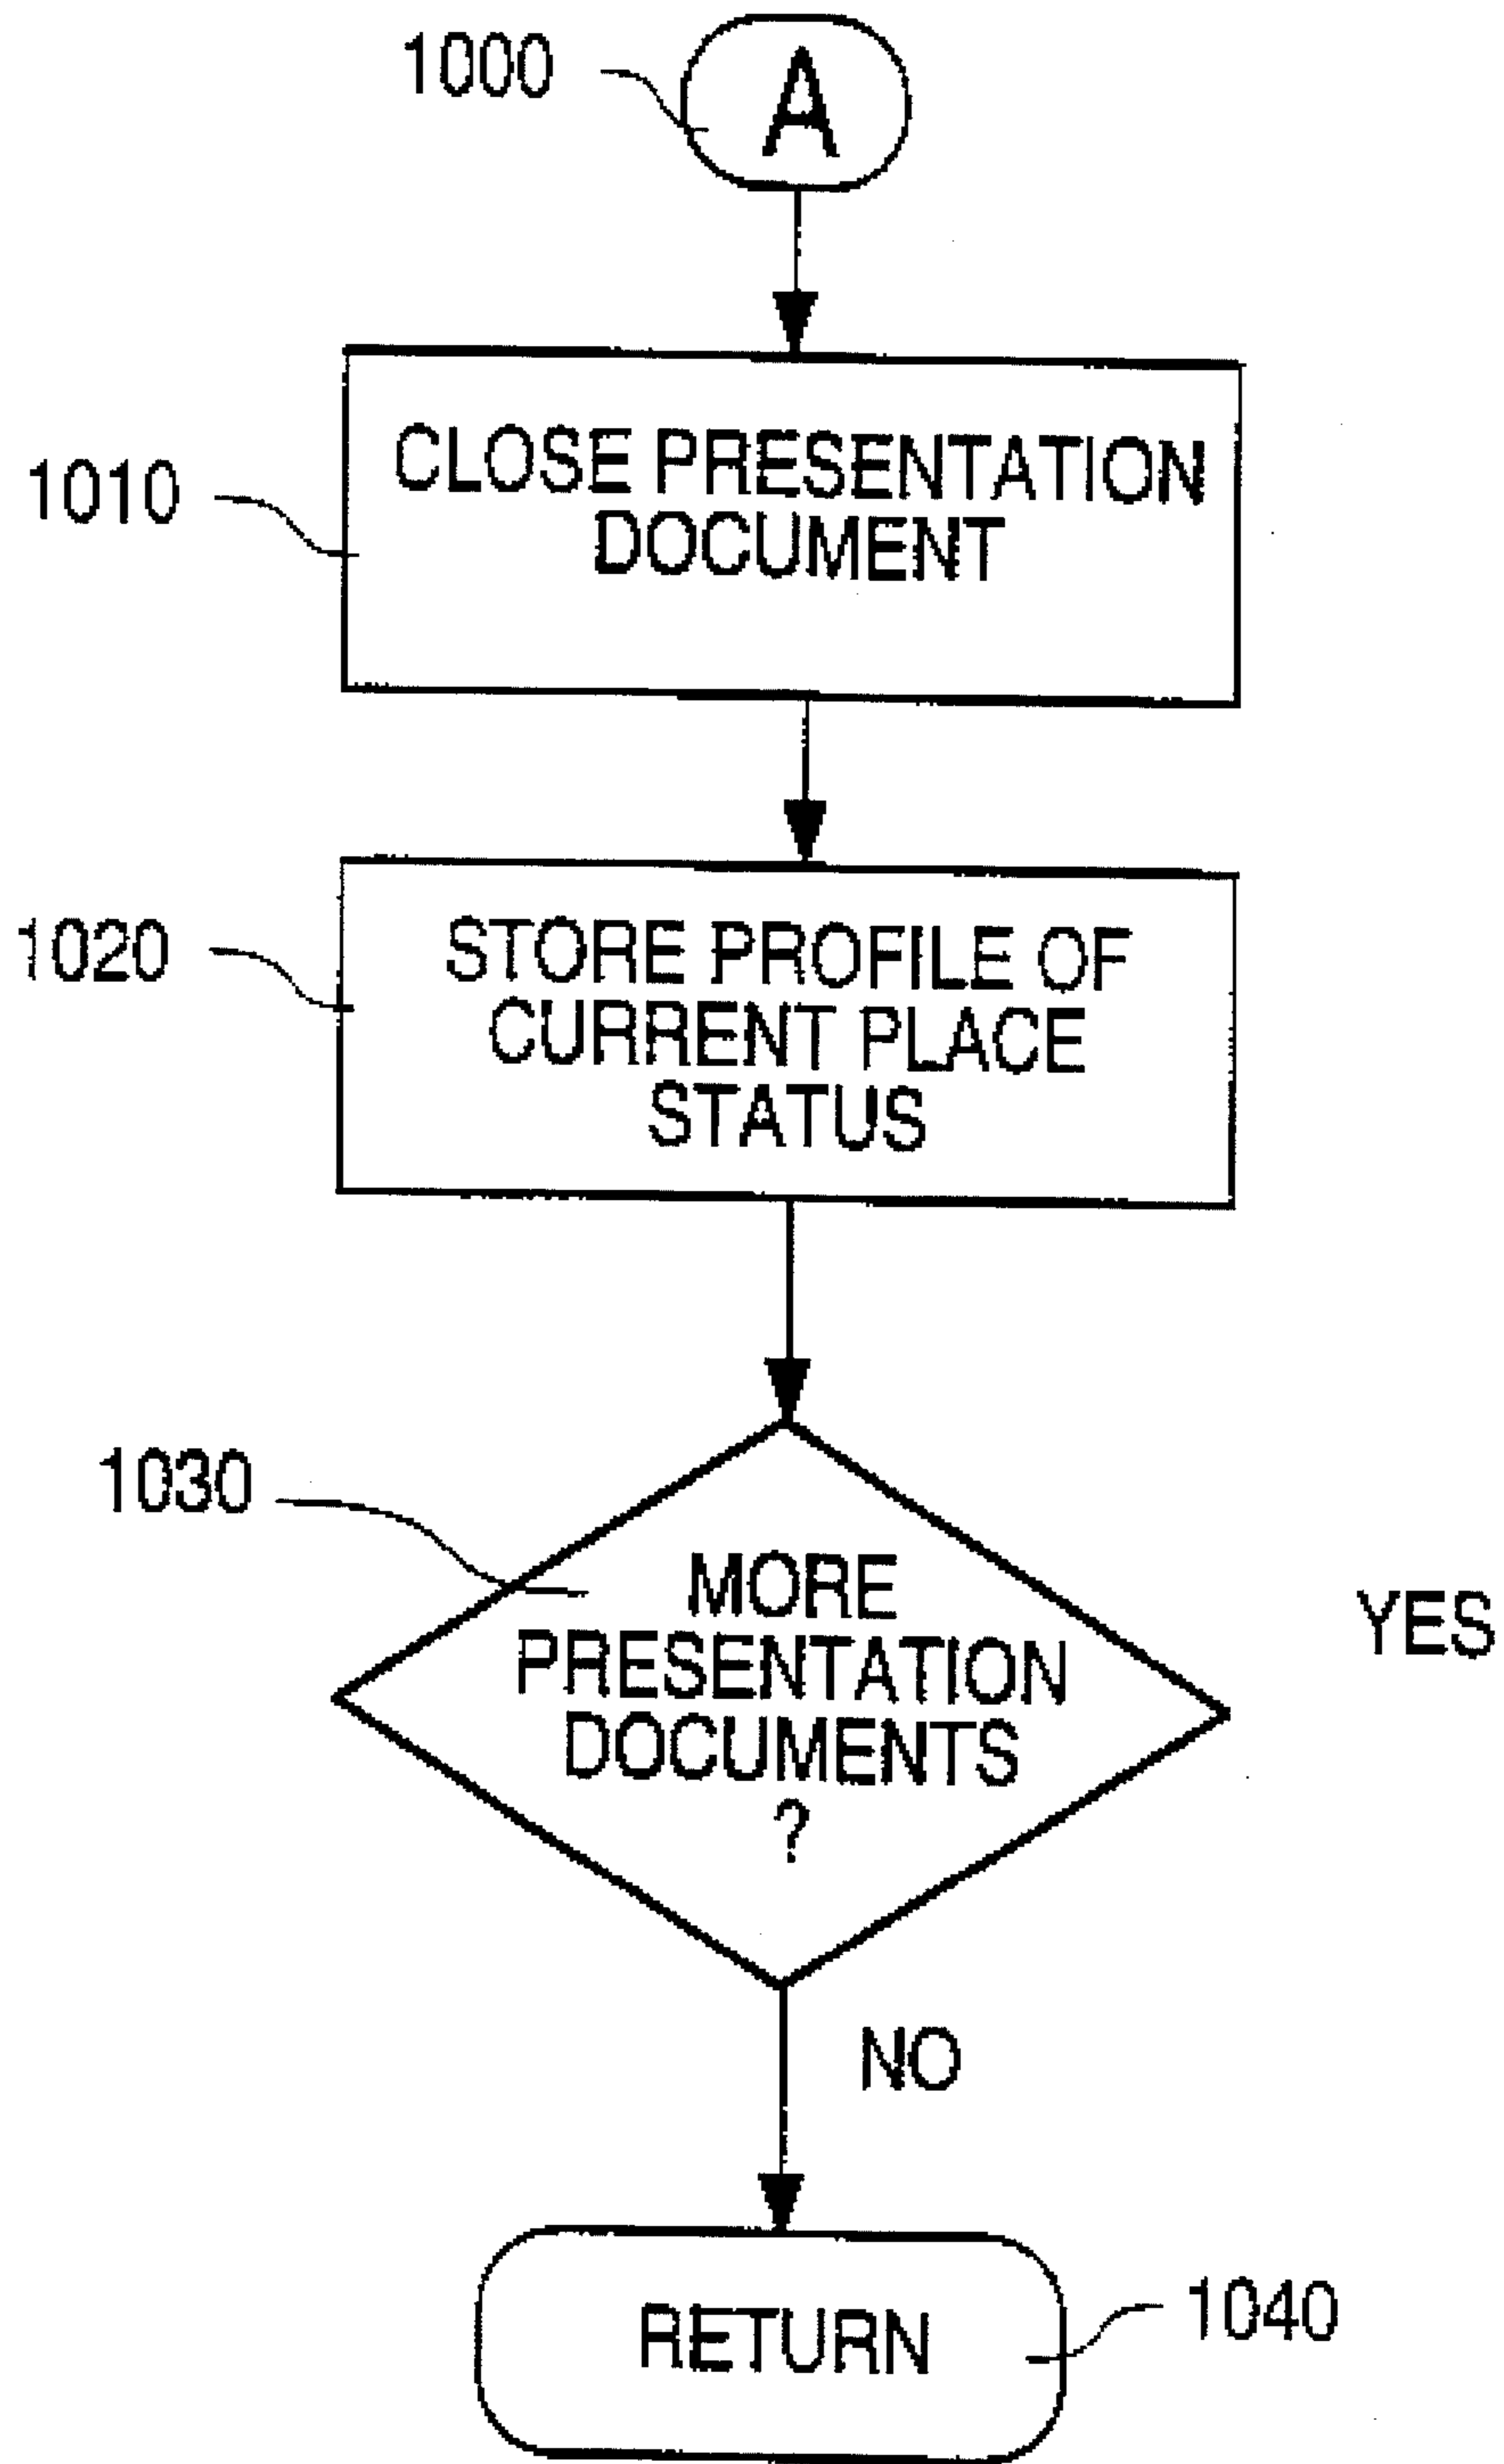 1000
A
1010
CLOSE PRESENTATION
DOCUMENT
1020
STORE PROFILE OF
CURRENT PLACE
STATUS
1030
MORE
PRESENTATION
DOCUMENTS
?
YES
NO
RETURN
1040